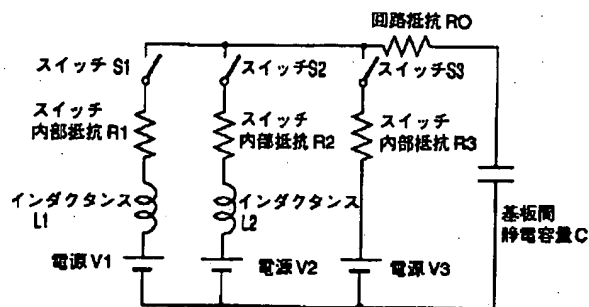 回路抵抗 R0
スイッチ S1
スイッチS2
スイッチS3
スイッチ
内部抵抗 R1
スイッチ
内部抵抗 R2
スイッチ
内部抵抗 R3
インダクタンス
L1
インダクタンス
L2
基板間
静電容量 C
電源 V1
電源 V2
電源 V3